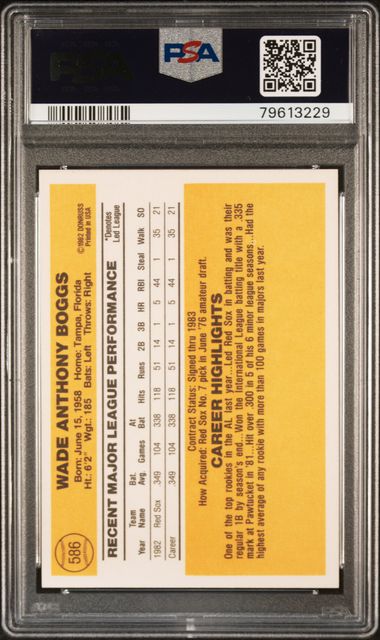 PSA
PSA
79613229
586
WADE ANTHONY BOGGS
Born: June 15, 1958 Home: Tampa, Florida
Ht.: 6'2" Wgt.: 185 Bats: Left Throws: Right
©1982 DONRUSS
Printed in USA
RECENT MAJOR LEAGUE PERFORMANCE
*Denotes
Led League
Year Team Name Bat. Avg. Games At Bat Hits Runs 2B 3B HR RBI Steal Walk SO
1982 Red Sox .349 104 338 118 51 14 1 5 44 1 35 21
Career .349 104 338 118 51 14 1 5 44 1 35 21
Contract Status: Signed thru 1983
How Acquired: Red Sox No. 7 pick in June '76 amateur draft.
CAREER HIGHLIGHTS
One of the top rookies in the AL last year...Led Red Sox in batting and was their
regular 1B by season's end...Won the International League batting title with a .335
mark at Pawtucket in '81...Hit over .300 in 5 of his 6 minor league seasons...Had the
highest average of any rookie with more than 100 games in majors last year.